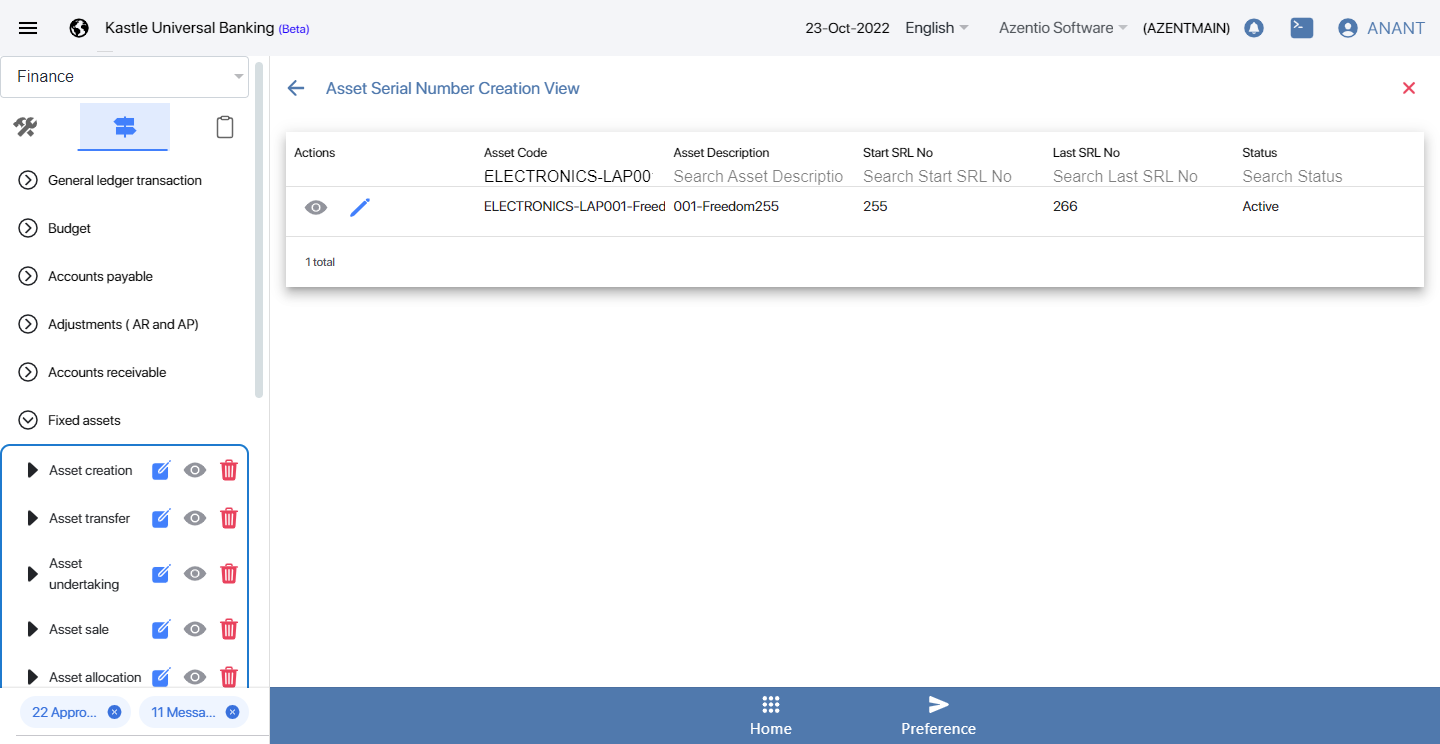 Kastle Universal Banking (Beta)
23-Oct-2022 English Azentio Software (AZENTMAIN) ANANT
Finance
General ledger transaction
Budget
Accounts payable
Adjustments ( AR and AP)
Accounts receivable
Fixed assets
Asset creation
Asset transfer
Asset
undertaking
Asset sale
Asset allocation
22 Appro...
11 Messa...
Asset Serial Number Creation View
Actions Asset Code Asset Description Start SRL No Last SRL No Status
ELECTRONICS-LAP00 Search Asset Descriptio Search Start SRL No Search Last SRL No Search Status
ELECTRONICS-LAP001-Freed 001-Freedom255 255 266 Active
1 total
Home
Preference